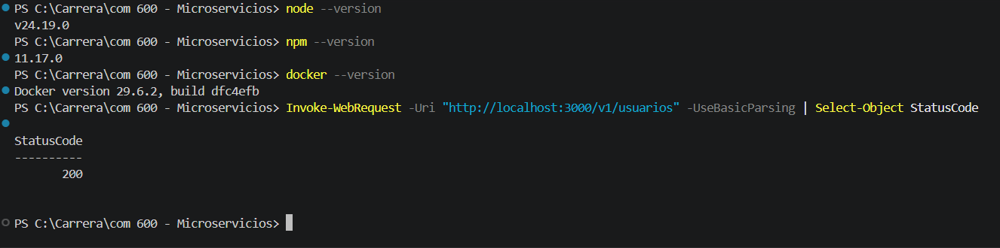 PS C:\Carrera\com 600 - Microservicios> node --version
v24.19.0
PS C:\Carrera\com 600 - Microservicios> npm --version
11.17.0
PS C:\Carrera\com 600 - Microservicios> docker --version
Docker version 29.6.2, build dfc4efb
PS C:\Carrera\com 600 - Microservicios> Invoke-WebRequest -Uri "http://localhost:3000/v1/usuarios" -UseBasicParsing | Select-Object StatusCode
StatusCode
----------
200
PS C:\Carrera\com 600 - Microservicios>